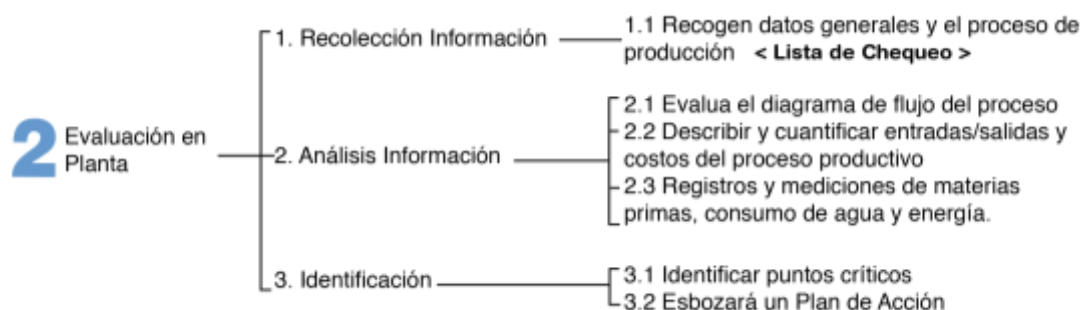 2 Evaluación en
Planta
1. Recolección Información
1.1 Recogen datos generales y el proceso de
producción < Lista de Chequeo >
2. Análisis Información
2.1 Evalua el diagrama de flujo del proceso
2.2 Describir y cuantificar entradas/salidas y
costos del proceso productivo
2.3 Registros y mediciones de materias
primas, consumo de agua y energía.
3. Identificación
3.1 Identificar puntos críticos
3.2 Esbozará un Plan de Acción